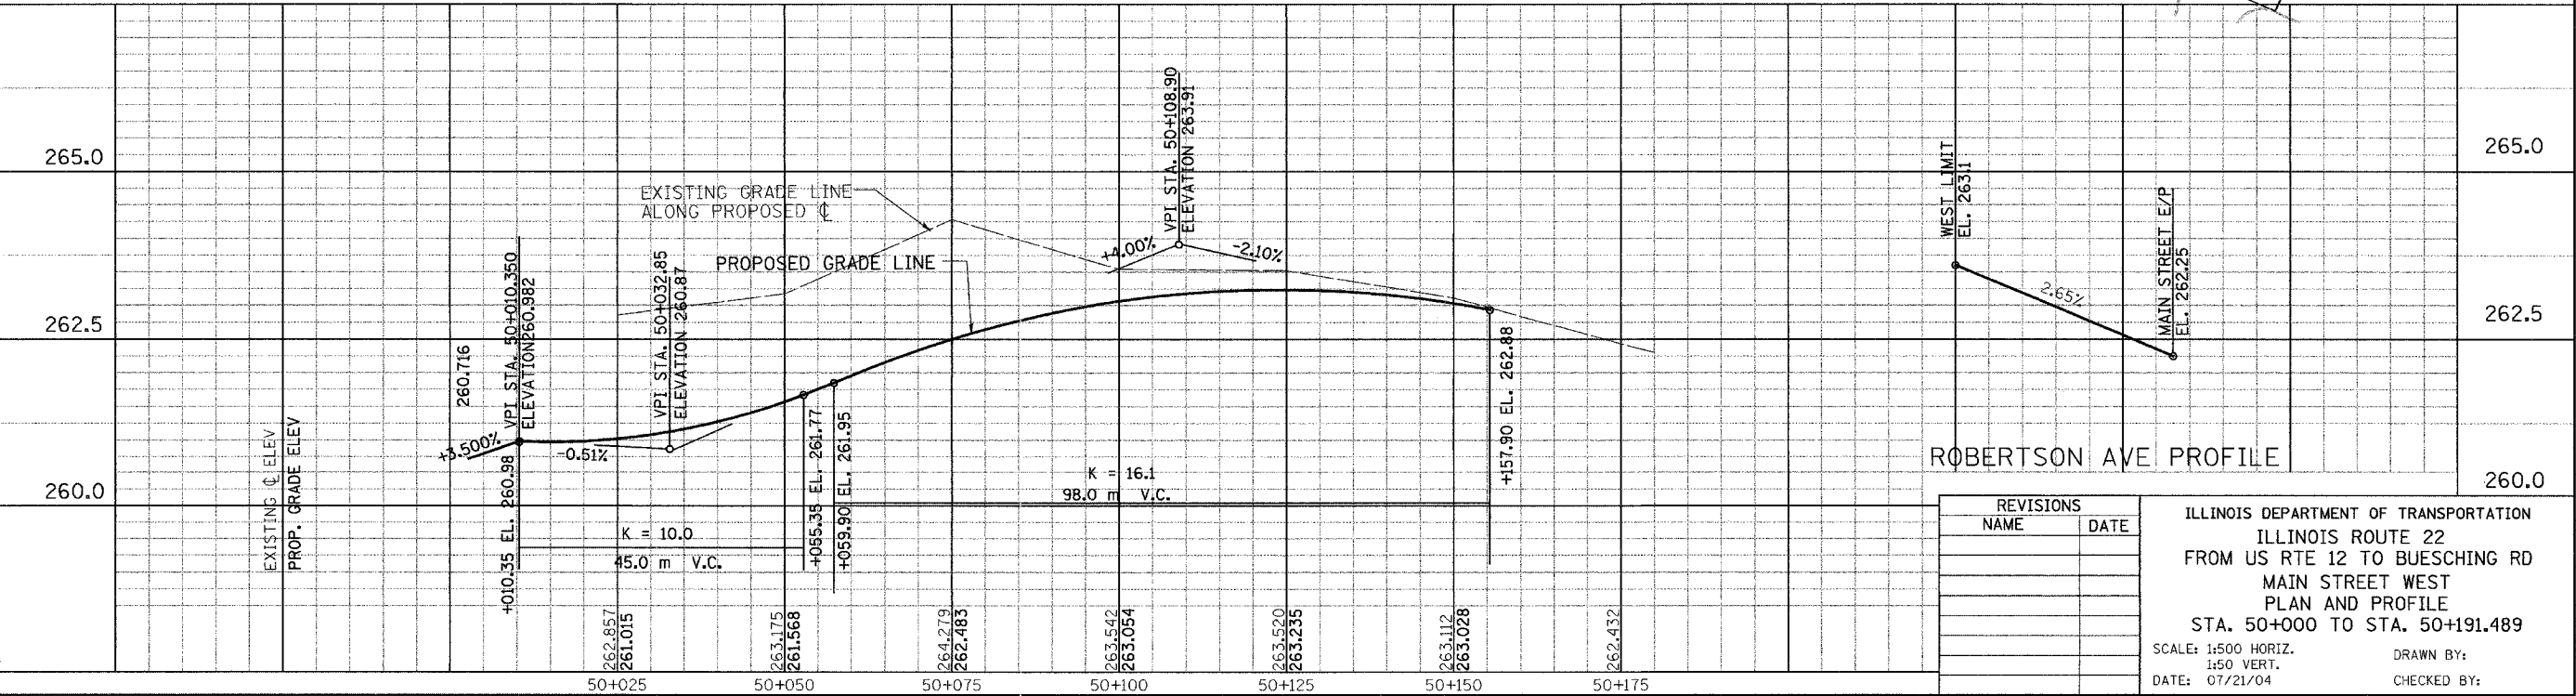 265.0
262.5
260.0
EXISTING ℄ ELEV
PROP. GRADE ELEV
260.716
+3.500%
+010.35 EL. 260.98
VPI STA. 50+010.350
ELEVATION 260.982
-0.51%
VPI STA. 50+032.85
ELEVATION 260.87
EXISTING GRADE LINE
ALONG PROPOSED ℄
PROPOSED GRADE LINE
K = 10.0
45.0 m V.C.
+055.35 EL. 261.77
+059.90 EL. 261.95
K = 16.1
98.0 m V.C.
+4.00%
VPI STA. 50+108.90
ELEVATION 263.91
-2.10%
+157.90 EL. 262.88
262.857
261.015
263.175
261.568
264.279
262.483
263.542
263.054
263.520
263.235
263.112
263.028
262.432
50+025
50+050
50+075
50+100
50+125
50+150
50+175
WEST LIMIT
EL. 263.1
2.65%
MAIN STREET E/P
EL. 262.25
265.0
262.5
260.0
ROBERTSON AVE PROFILE
REVISIONS
NAME DATE
ILLINOIS DEPARTMENT OF TRANSPORTATION
ILLINOIS ROUTE 22
FROM US RTE 12 TO BUESCHING RD
MAIN STREET WEST
PLAN AND PROFILE
STA. 50+000 TO STA. 50+191.489
SCALE: 1:500 HORIZ.
1:50 VERT.
DATE: 07/21/04
DRAWN BY:
CHECKED BY: